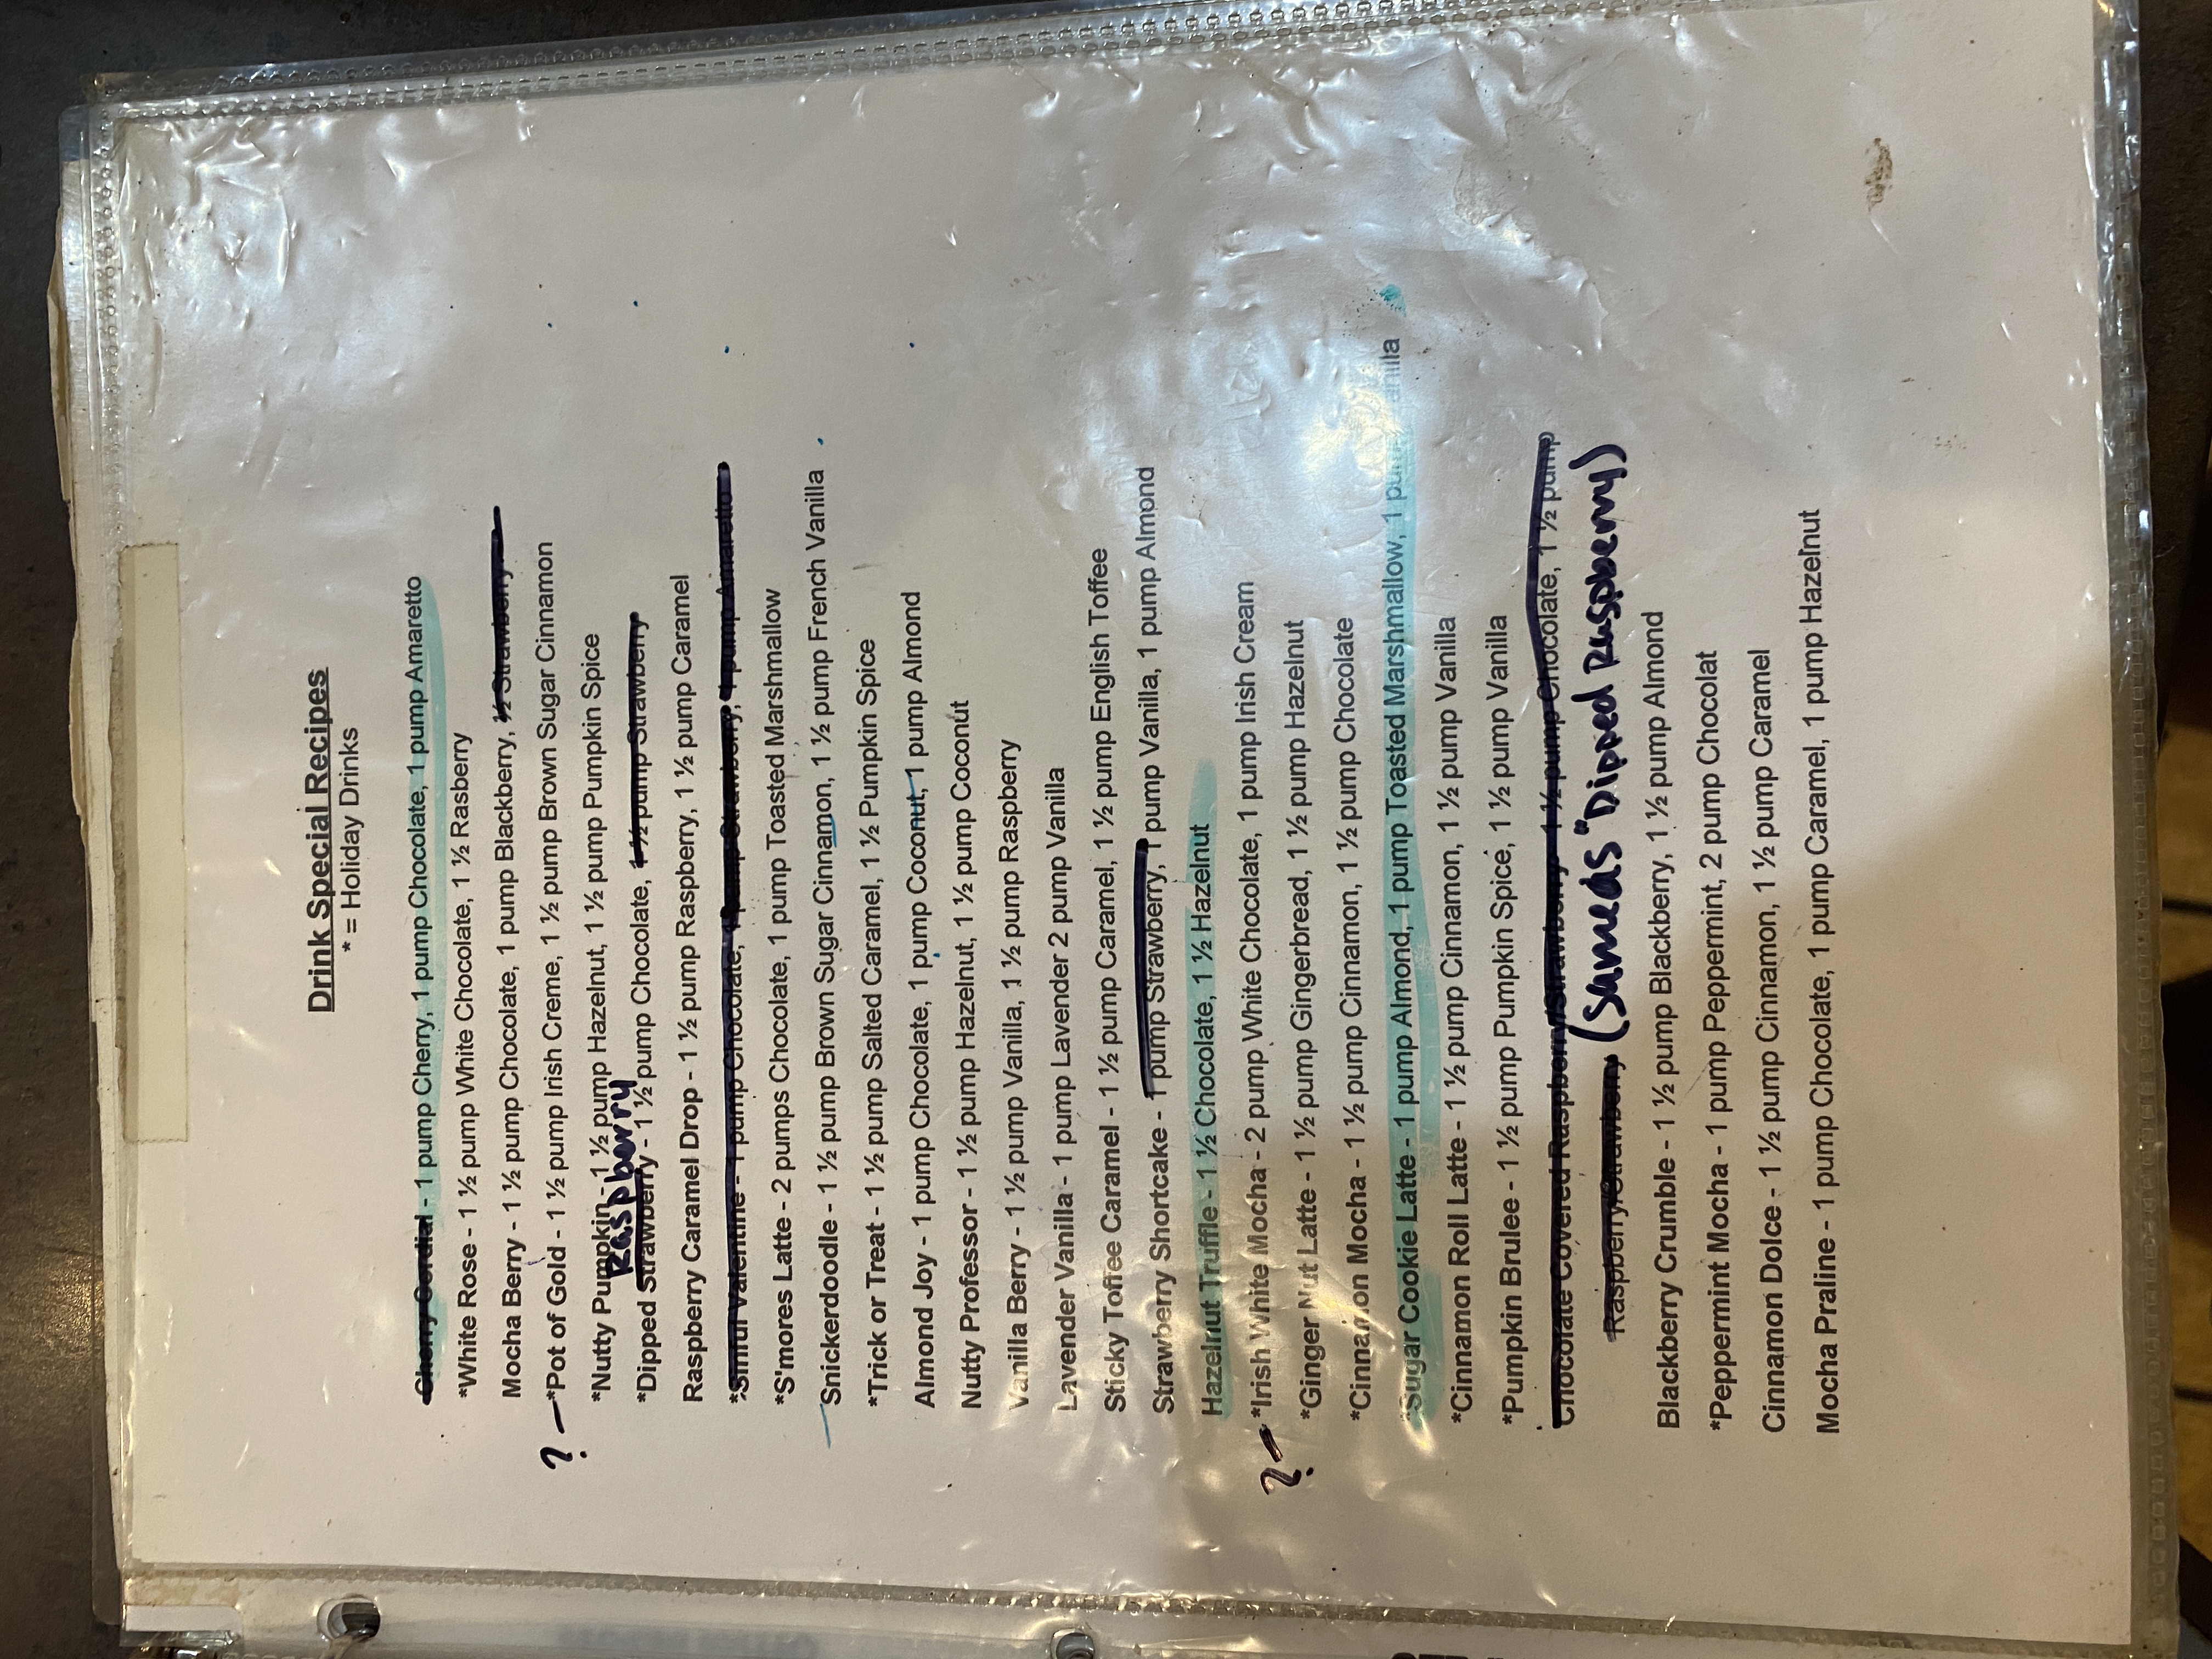 Drink Special Recipes
* = Holiday Drinks
Cherry Cordial - 1 pump Cherry, 1 pump Chocolate, 1 pump Amaretto
*White Rose - 1 ½ pump White Chocolate, 1 ½ Rasberry
Mocha Berry - 1 ½ pump Chocolate, 1 pump Blackberry, ½ Strawberry
? - *Pot of Gold - 1 ½ pump Irish Creme, 1 ½ pump Brown Sugar Cinnamon
*Nutty Pumpkin - 1 ½ pump Hazelnut, 1 ½ pump Pumpkin Spice
Raspberry
*Dipped Strawberry - 1 ½ pump Chocolate, 1 ½ pump Strawberry
Raspberry Caramel Drop - 1 ½ pump Raspberry, 1 ½ pump Caramel
*Sinful Valentine - 1 pump Chocolate, 1 pump Strawberry, 1 pump Amaretto
*S'mores Latte - 2 pumps Chocolate, 1 pump Toasted Marshmallow
Snickerdoodle - 1 ½ pump Brown Sugar Cinnamon, 1 ½ pump French Vanilla
*Trick or Treat - 1 ½ pump Salted Caramel, 1 ½ Pumpkin Spice
Almond Joy - 1 pump Chocolate, 1 pump Coconut, 1 pump Almond
Nutty Professor - 1 ½ pump Hazelnut, 1 ½ pump Coconut
Vanilla Berry - 1 ½ pump Vanilla, 1 ½ pump Raspberry
Lavender Vanilla - 1 pump Lavender 2 pump Vanilla
Sticky Toffee Caramel - 1 ½ pump Caramel, 1 ½ pump English Toffee
Strawberry Shortcake - 1 pump Strawberry, 1 pump Vanilla, 1 pump Almond
Hazelnut Truffle - 1 ½ Chocolate, 1 ½ Hazelnut
? - *Irish White Mocha - 2 pump White Chocolate, 1 pump Irish Cream
*Ginger Nut Latte - 1 ½ pump Gingerbread, 1 ½ pump Hazelnut
*Cinnamon Mocha - 1 ½ pump Cinnamon, 1 ½ pump Chocolate
*Sugar Cookie Latte - 1 pump Almond, 1 pump Toasted Marshmallow, 1 pump Vanilla
*Cinnamon Roll Latte - 1 ½ pump Cinnamon, 1 ½ pump Vanilla
*Pumpkin Brulee - 1 ½ pump Pumpkin Spice, 1 ½ pump Vanilla
Chocolate Covered Raspberry/Strawberry - 1 ½ pump Chocolate, 1 ½ pump
Raspberry/Strawberry (Same as "Dipped Raspberry)
Blackberry Crumble - 1 ½ pump Blackberry, 1 ½ pump Almond
*Peppermint Mocha - 1 pump Peppermint, 2 pump Chocolat
Cinnamon Dolce - 1 ½ pump Cinnamon, 1 ½ pump Caramel
Mocha Praline - 1 pump Chocolate, 1 pump Caramel, 1 pump Hazelnut